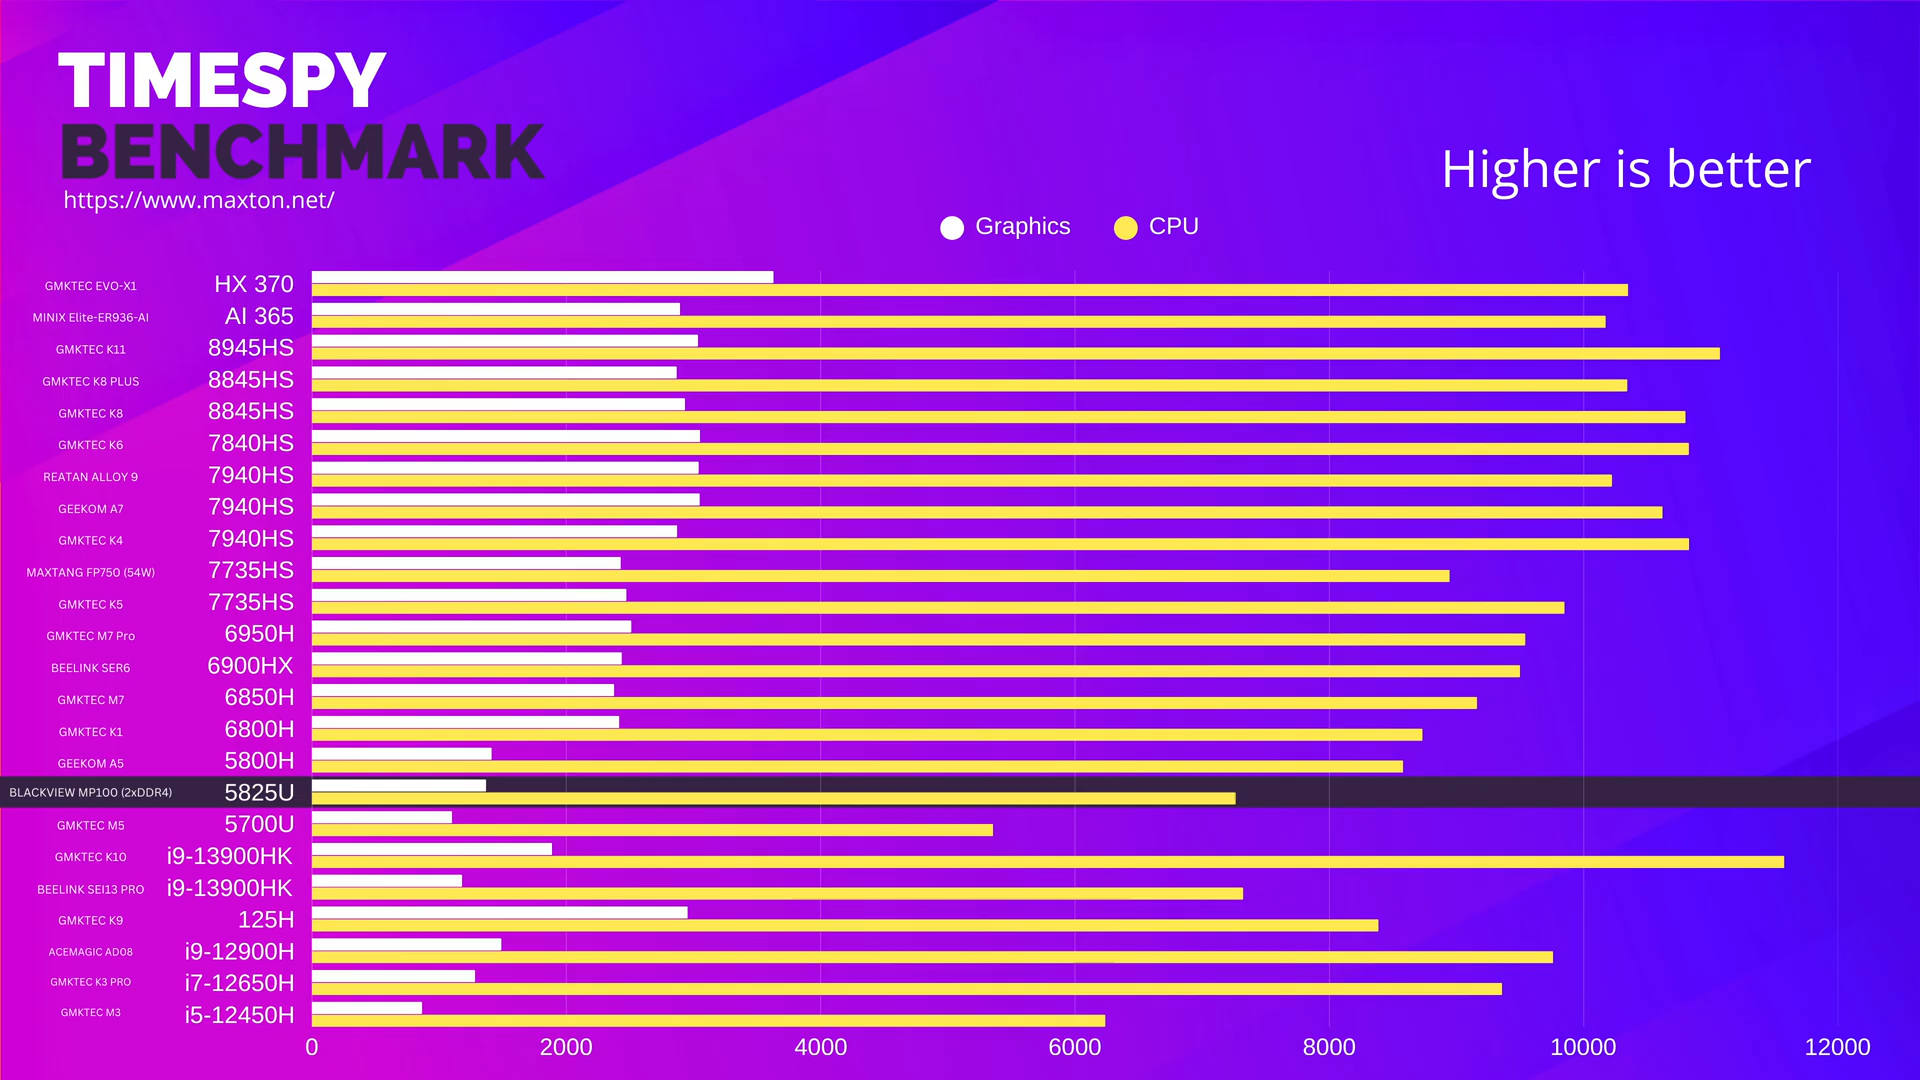 TIMESPY
BENCHMARK
https://www.maxton.net/
Higher is better
Graphics CPU
GMKTEC EVO-X1 HX 370
MINIX Elite-ER936-AI AI 365
GMKTEC K11 8945HS
GMKTEC K8 PLUS 8845HS
GMKTEC K8 8845HS
GMKTEC K6 7840HS
REATAN ALLOY 9 7940HS
GEEKOM A7 7940HS
GMKTEC K4 7940HS
MAXTANG FP750 (54W) 7735HS
GMKTEC K5 7735HS
GMKTEC M7 Pro 6950H
BEELINK SER6 6900HX
GMKTEC M7 6850H
GMKTEC K1 6800H
GEEKOM A5 5800H
BLACKVIEW MP100 (2xDDR4) 5825U
GMKTEC M5 5700U
GMKTEC K10 i9-13900HK
BEELINK SEI13 PRO i9-13900HK
GMKTEC K9 125H
ACEMAGIC AD08 i9-12900H
GMKTEC K3 PRO i7-12650H
GMKTEC M3 i5-12450H
0 2000 4000 6000 8000 10000 12000